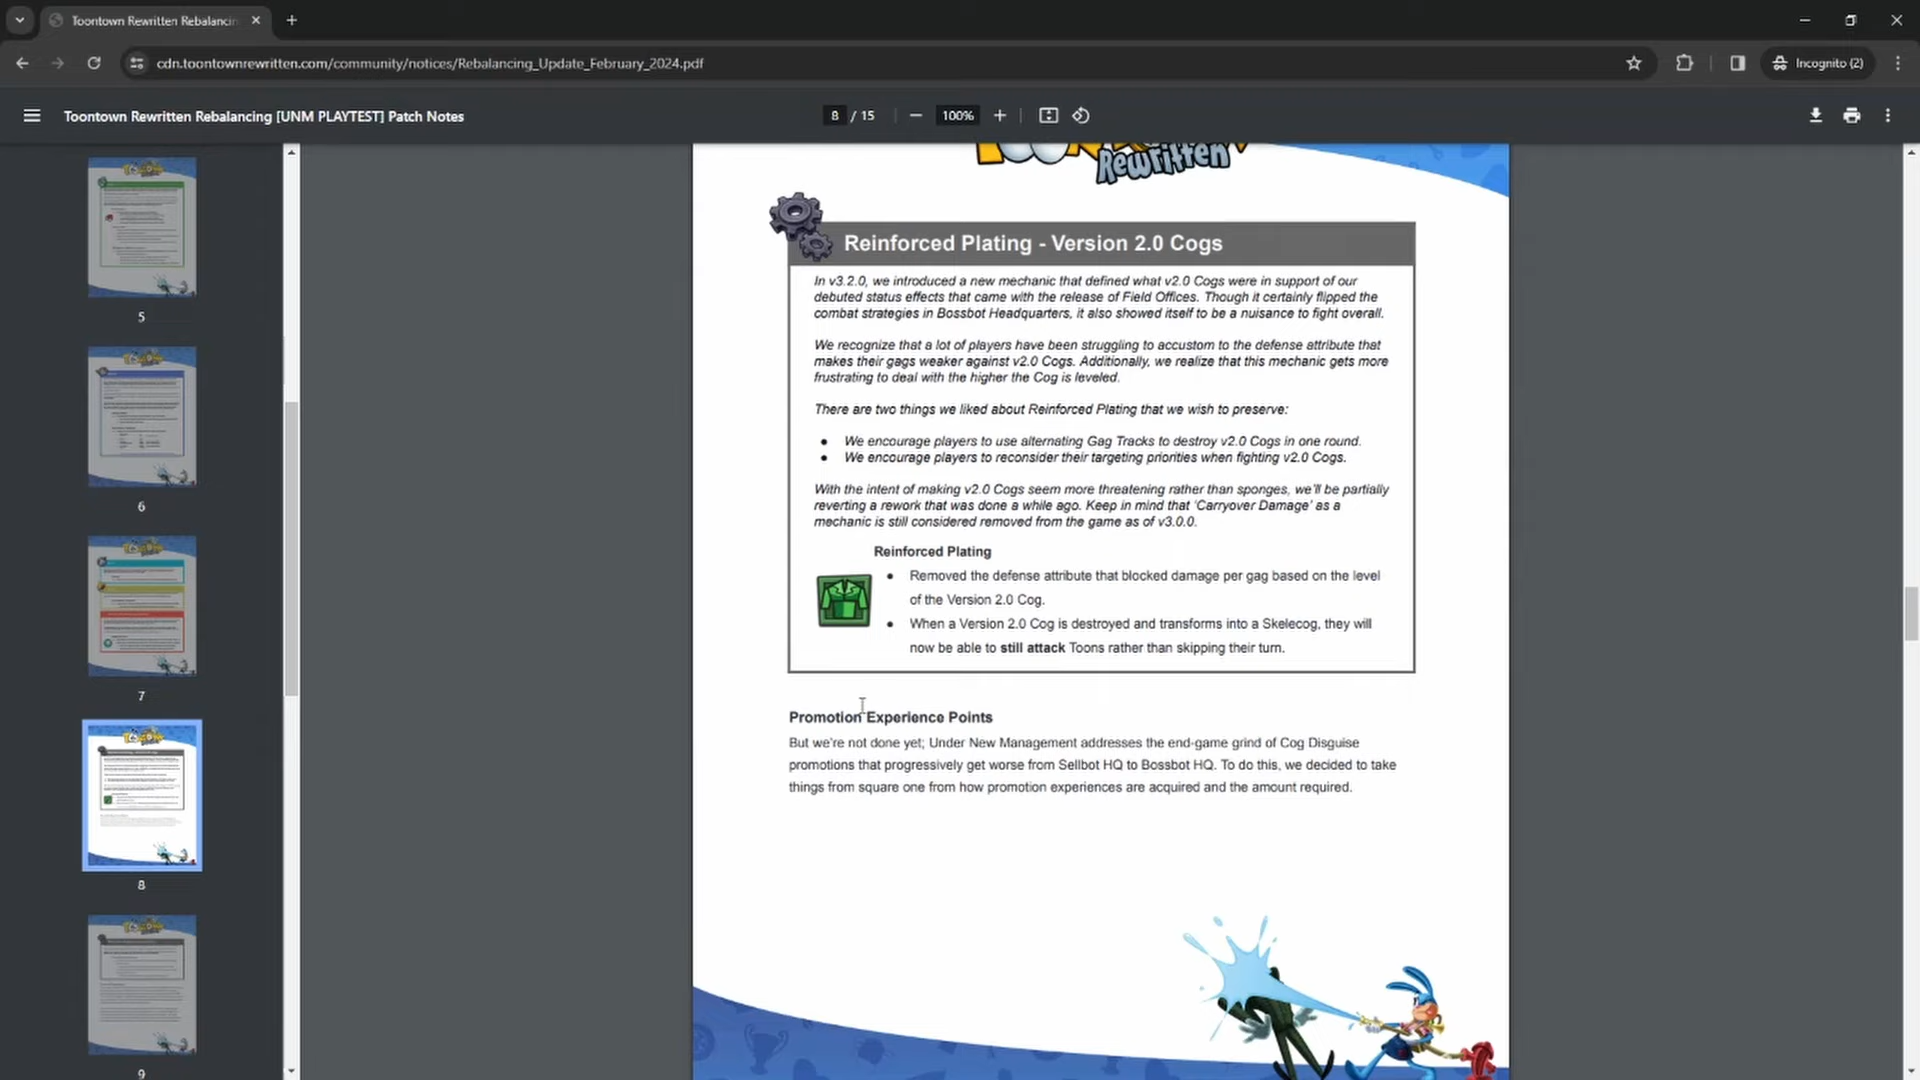 Toontown Rewritten Rebalancin
cdn.toontownrewritten.com/community/notices/Rebalancing_Update_February_2024.pdf
Incognito (2)
Toontown Rewritten Rebalancing [UNM PLAYTEST] Patch Notes
8 / 15
100%
5
6
7
8
9
Rewritten
Reinforced Plating - Version 2.0 Cogs
In v3.2.0, we introduced a new mechanic that defined what v2.0 Cogs were in support of our
debuted status effects that came with the release of Field Offices. Though it certainly flipped the
combat strategies in Bossbot Headquarters, it also showed itself to be a nuisance to fight overall.
We recognize that a lot of players have been struggling to accustom to the defense attribute that
makes their gags weaker against v2.0 Cogs. Additionally, we realize that this mechanic gets more
frustrating to deal with the higher the Cog is leveled.
There are two things we liked about Reinforced Plating that we wish to preserve:
● We encourage players to use alternating Gag Tracks to destroy v2.0 Cogs in one round.
● We encourage players to reconsider their targeting priorities when fighting v2.0 Cogs.
With the intent of making v2.0 Cogs seem more threatening rather than sponges, we'll be partially
reverting a rework that was done a while ago. Keep in mind that 'Carryover Damage' as a
mechanic is still considered removed from the game as of v3.0.0.
Reinforced Plating
● Removed the defense attribute that blocked damage per gag based on the level
of the Version 2.0 Cog.
● When a Version 2.0 Cog is destroyed and transforms into a Skelecog, they will
now be able to still attack Toons rather than skipping their turn.
Promotion Experience Points
But we're not done yet; Under New Management addresses the end-game grind of Cog Disguise
promotions that progressively get worse from Sellbot HQ to Bossbot HQ. To do this, we decided to take
things from square one from how promotion experiences are acquired and the amount required.